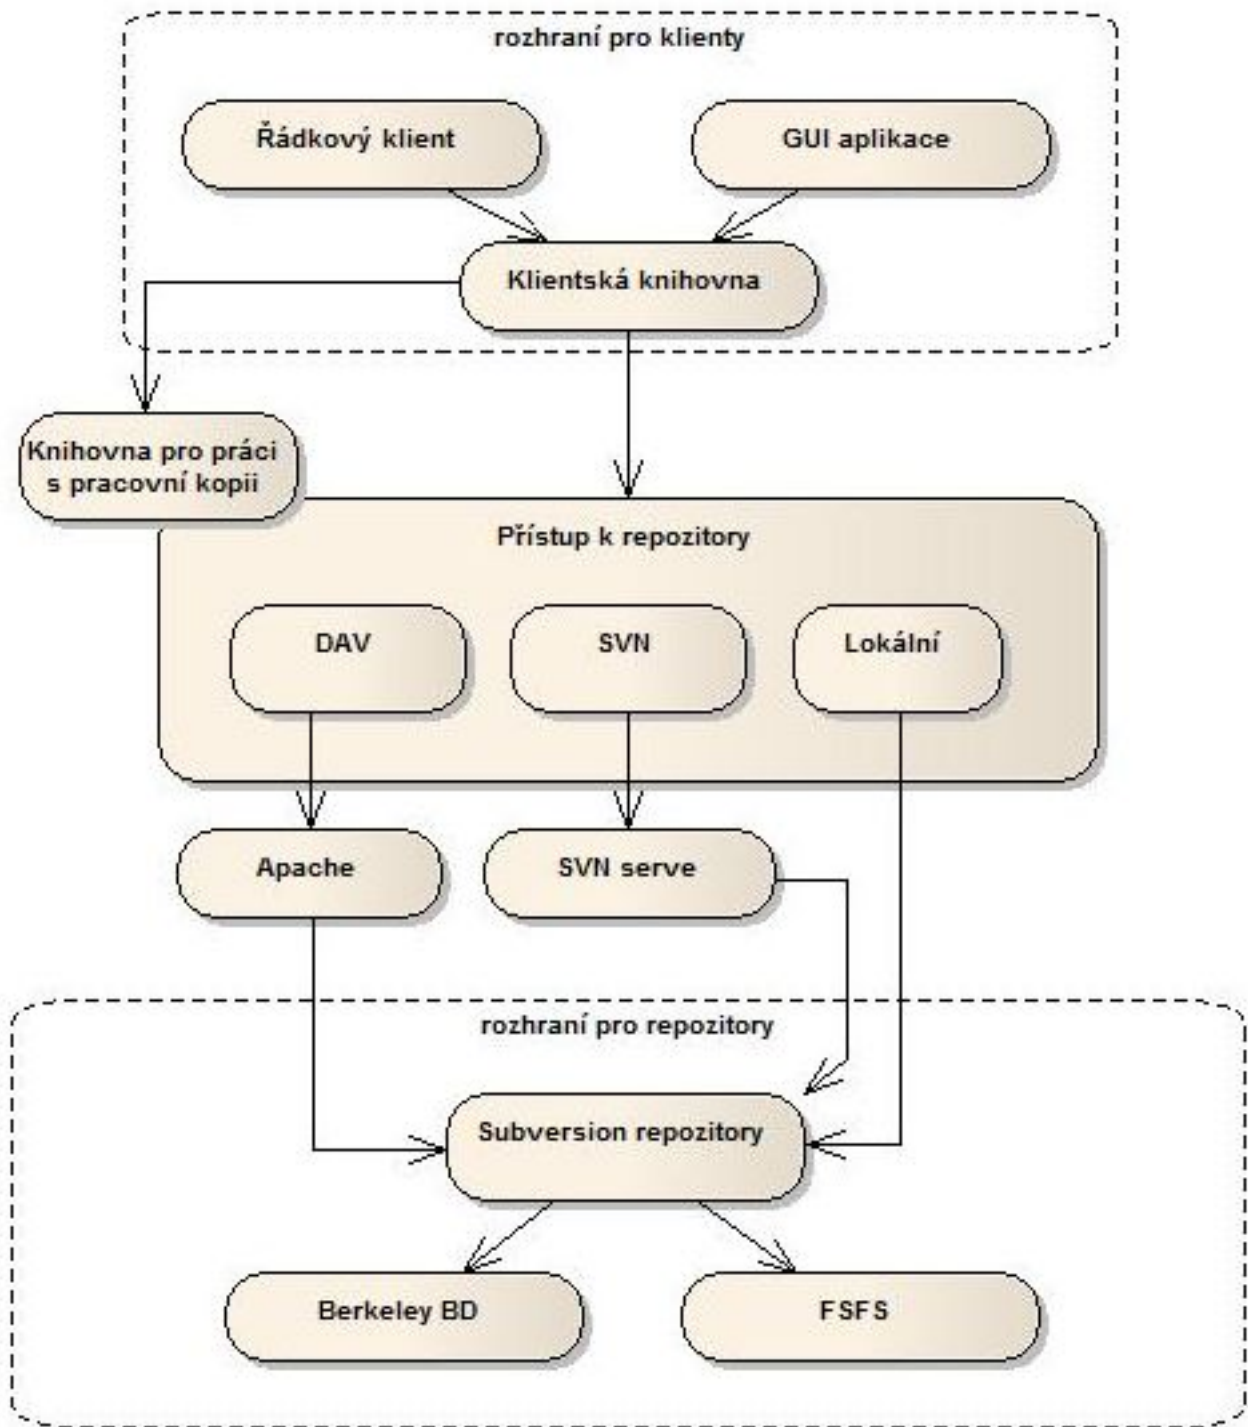 rozhraní pro klienty
Řádkový klient
GUI aplikace
Klientská knihovna
Knihovna pro práci
s pracovní kopii
Přístup k repozitory
DAV
SVN
Lokální
Apache
SVN serve
rozhraní pro repozitory
Subversion repozitory
Berkeley BD
FSFS